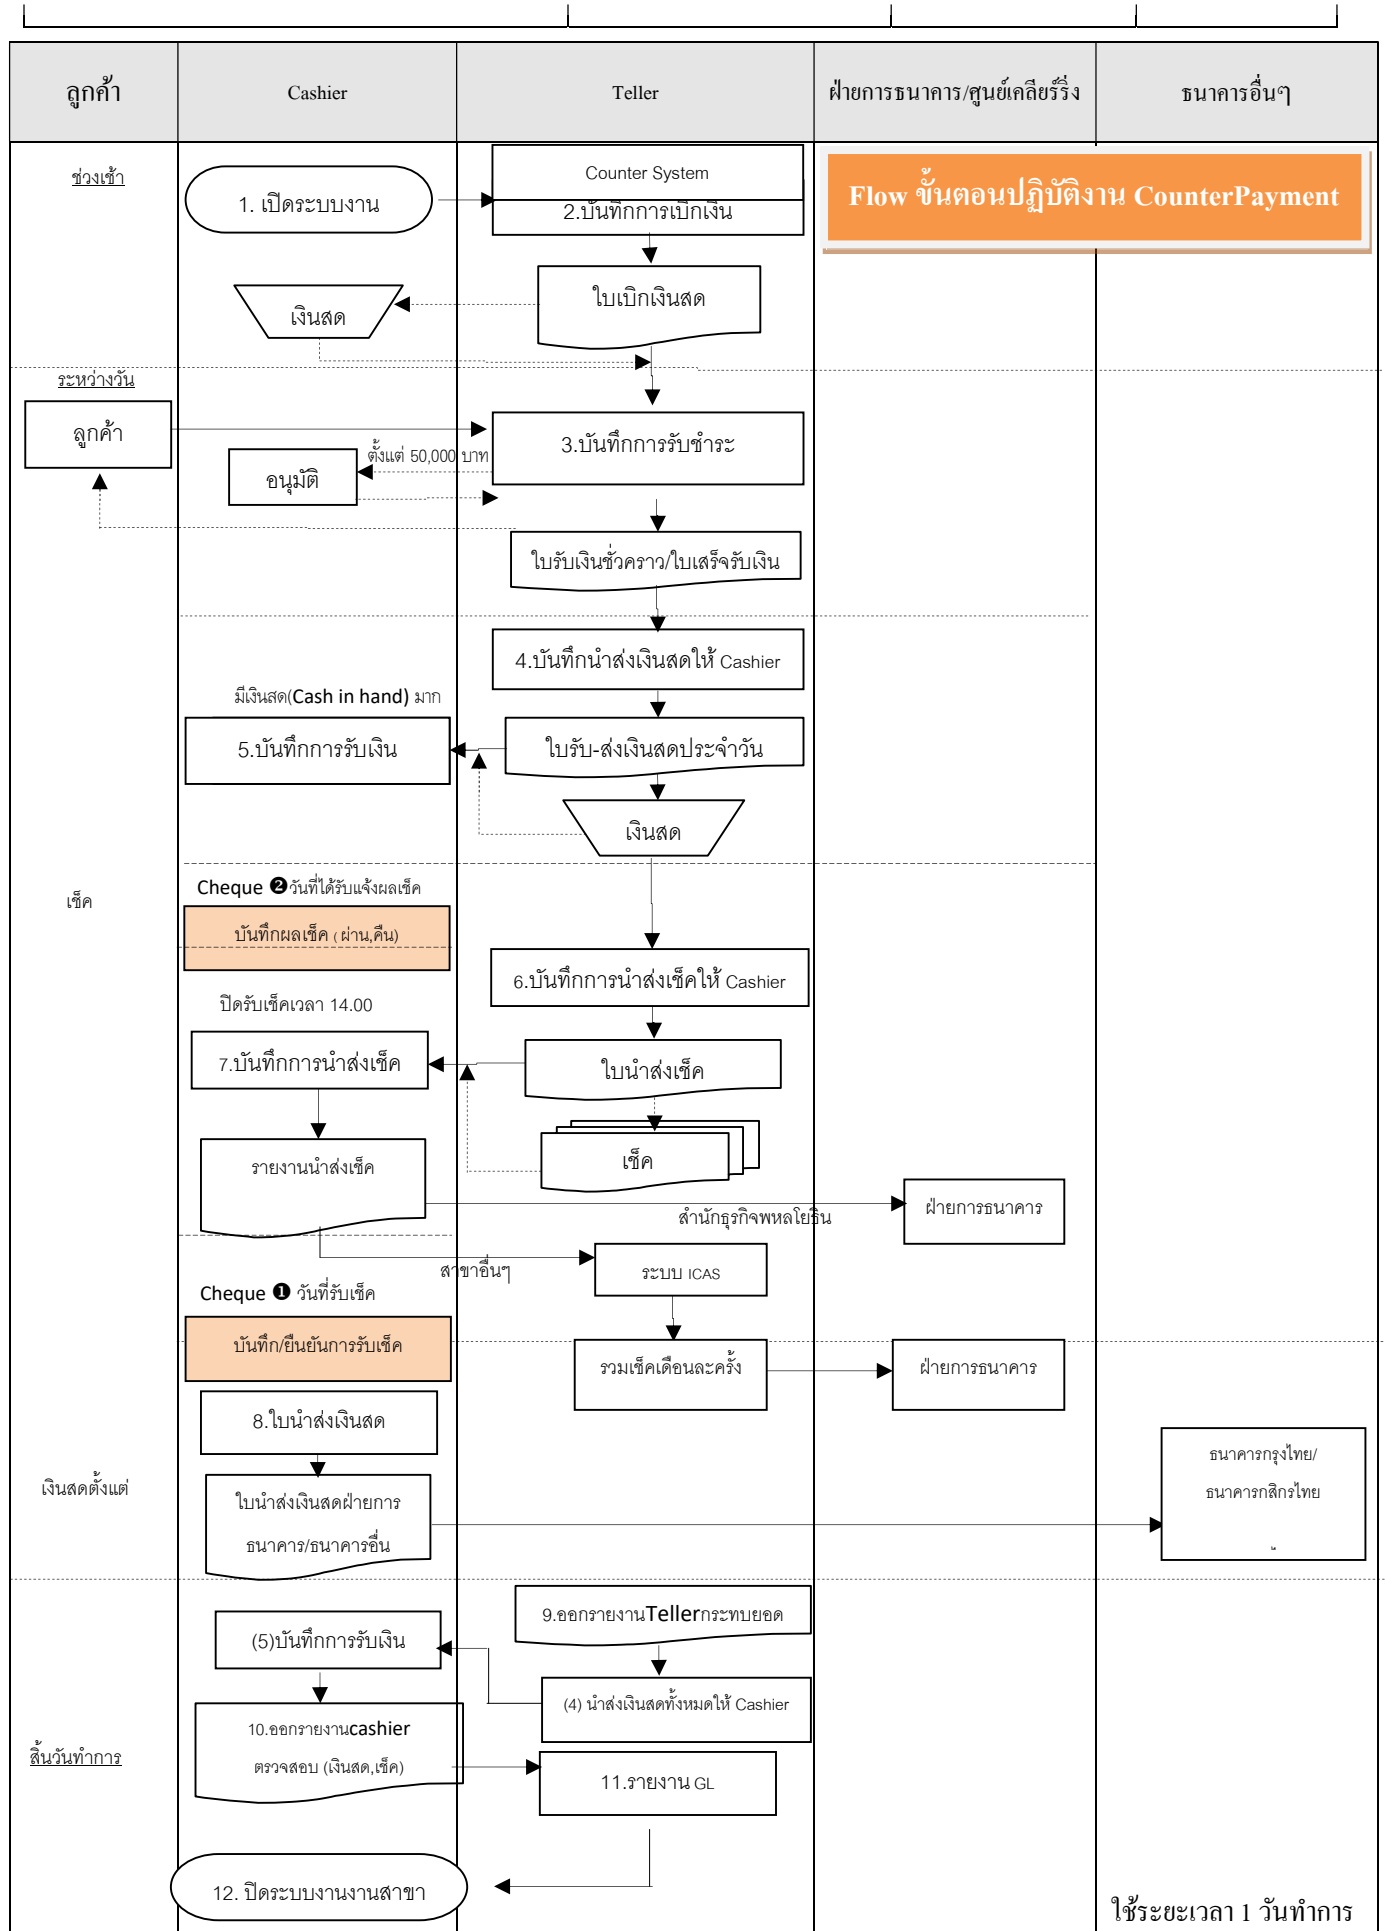 ลูกค้า
Cashier
Teller
ฝ่ายการธนาคาร/ศูนย์เคลียร์ริ่ง
ธนาคารอื่นๆ
Flow ขั้นตอนปฏิบัติงาน CounterPayment
ช่วงเช้า
1. เปิดระบบงาน
Counter System
2.บันทึกการเบิกเงิน
ใบเบิกเงินสด
เงินสด
ระหว่างวัน
ลูกค้า
3.บันทึกการรับชำระ
ตั้งแต่ 50,000 บาท
อนุมัติ
ใบรับเงินชั่วคราว/ใบเสร็จรับเงิน
4.บันทึกนำส่งเงินสดให้ Cashier
มีเงินสด(Cash in hand) มาก
5.บันทึกการรับเงิน
ใบรับ-ส่งเงินสดประจำวัน
เงินสด
Cheque ❷วันที่ได้รับแจ้งผลเช็ค
เช็ค
บันทึกผลเช็ค (ผ่าน,คืน)
6.บันทึกการนำส่งเช็คให้ Cashier
ปิดรับเช็คเวลา 14.00
7.บันทึกการนำส่งเช็ค
ใบนำส่งเช็ค
เช็ค
รายงานนำส่งเช็ค
สำนักธุรกิจพหลโยธิน
ฝ่ายการธนาคาร
สาขาอื่นๆ
ระบบ ICAS
Cheque ❶ วันที่รับเช็ค
บันทึก/ยืนยันการรับเช็ค
รวมเช็คเดือนละครั้ง
ฝ่ายการธนาคาร
8.ใบนำส่งเงินสด
เงินสดตั้งแต่
ใบนำส่งเงินสดฝ่ายการ
ธนาคาร/ธนาคารอื่น
ธนาคารกรุงไทย/
ธนาคารกสิกรไทย
9.ออกรายงานTellerกระทบยอด
(5)บันทึกการรับเงิน
(4) นำส่งเงินสดทั้งหมดให้ Cashier
สิ้นวันทำการ
10.ออกรายงานcashier
ตรวจสอบ (เงินสด,เช็ค)
11.รายงาน GL
12. ปิดระบบงานงานสาขา
ใช้ระยะเวลา 1 วันทำการ